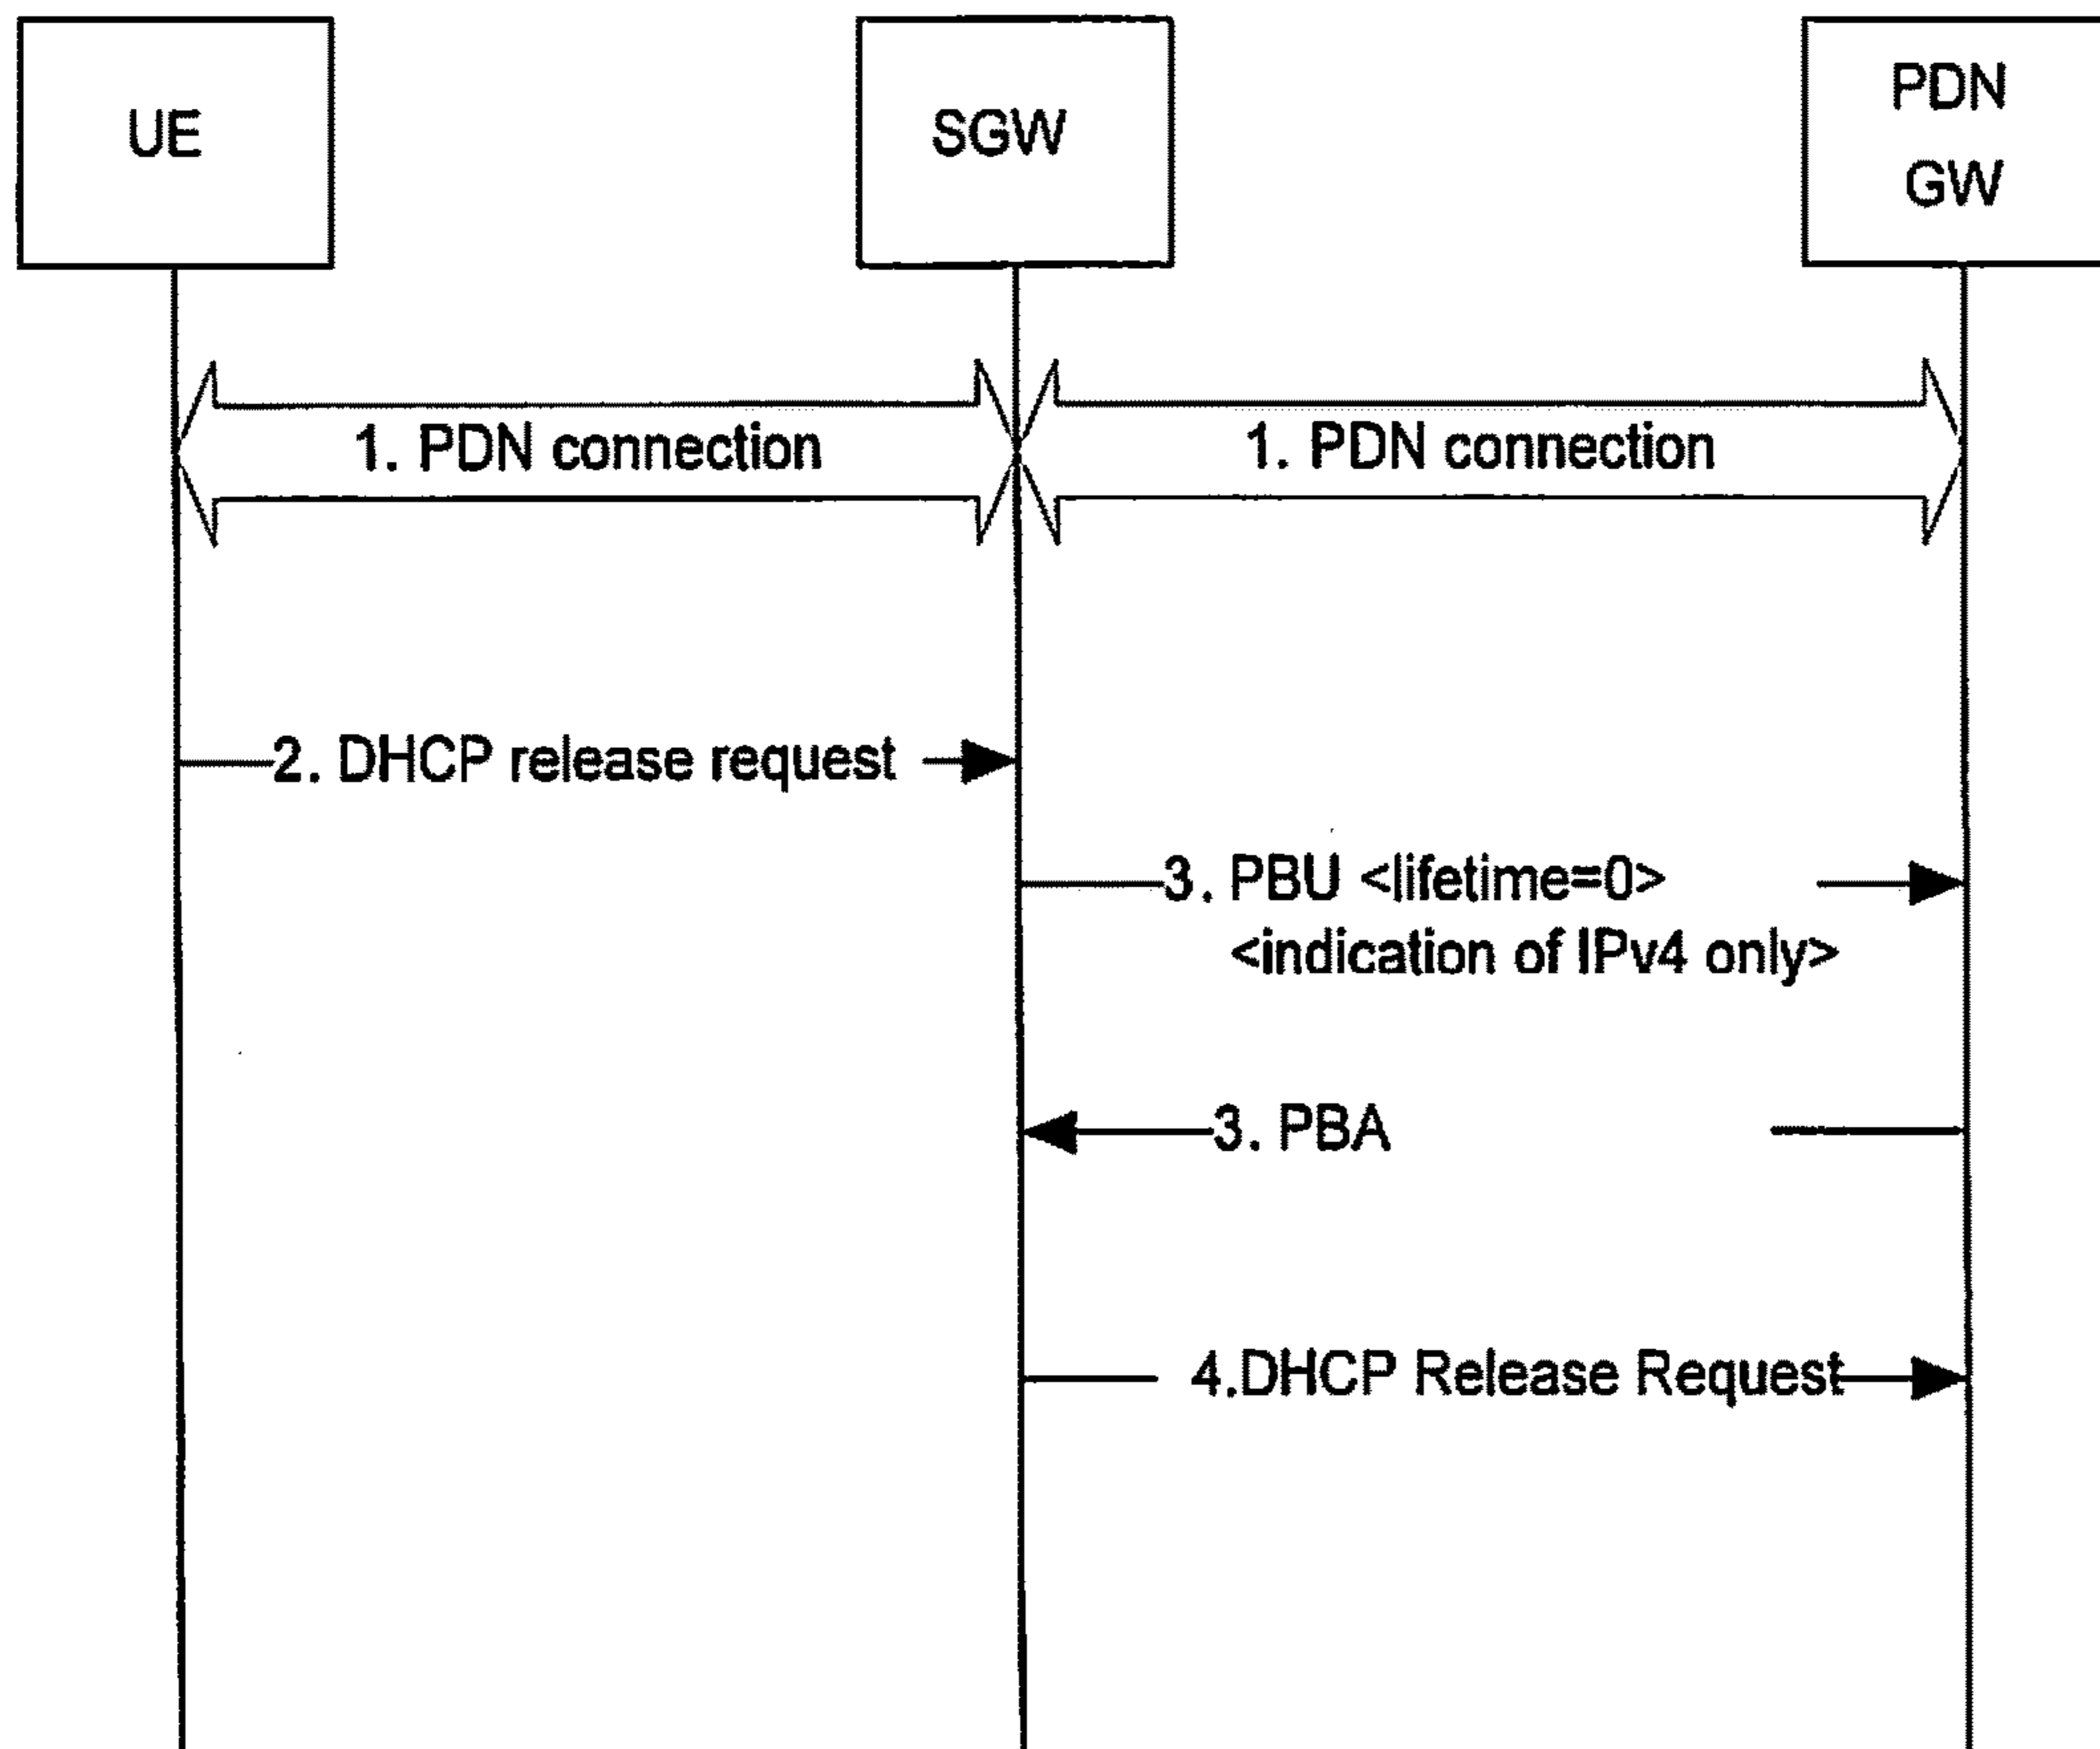 UE
SGW
PDN
GW
1. PDN connection
1. PDN connection
2. DHCP release request
3. PBU <lifetime=0>
<indication of IPv4 only>
3. PBA
4.DHCP Release Request